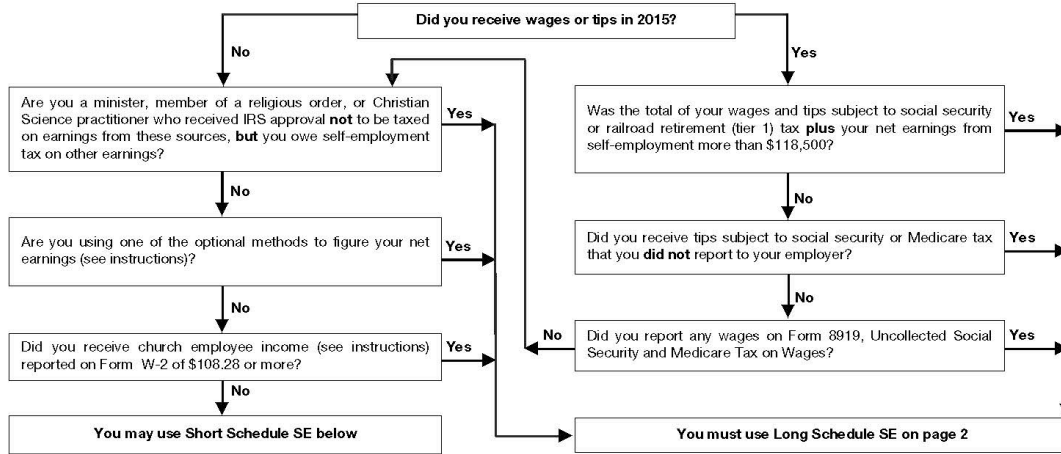 Did you receive wages or tips in 2015?
No
Yes
Are you a minister, member of a religious order, or Christian
Science practitioner who received IRS approval not to be taxed
on earnings from these sources, but you owe self-employment
tax on other earnings?
Yes
No
Are you using one of the optional methods to figure your net
earnings (see instructions)?
Yes
No
Did you receive church employee income (see instructions)
reported on Form W-2 of $108.28 or more?
Yes
No
You may use Short Schedule SE below
Was the total of your wages and tips subject to social security
or railroad retirement (tier 1) tax plus your net earnings from
self-employment more than $118,500?
Yes
No
Did you receive tips subject to social security or Medicare tax
that you did not report to your employer?
Yes
No
No
Did you report any wages on Form 8919, Uncollected Social
Security and Medicare Tax on Wages?
Yes
You must use Long Schedule SE on page 2